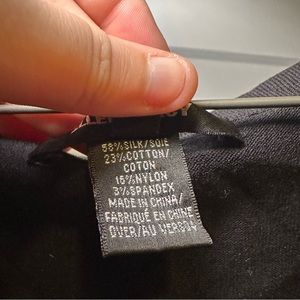 58%SILK/SOIE
23%COTTON/
COTON
16%NYLON
3%SPANDEX
MADE IN CHINA/
FABRIQUÉ EN CHINE
OVER/AU VERSO